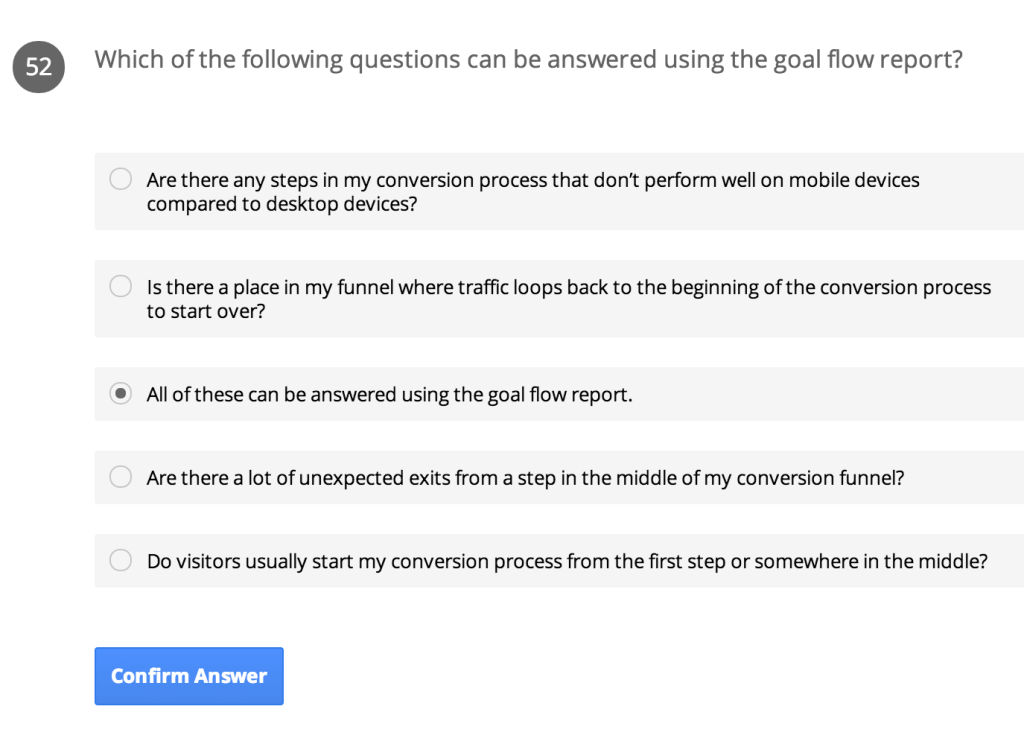 52
Which of the following questions can be answered using the goal flow report?
Are there any steps in my conversion process that don't perform well on mobile devices
compared to desktop devices?
Is there a place in my funnel where traffic loops back to the beginning of the conversion process
to start over?
All of these can be answered using the goal flow report.
Are there a lot of unexpected exits from a step in the middle of my conversion funnel?
Do visitors usually start my conversion process from the first step or somewhere in the middle?
Confirm Answer